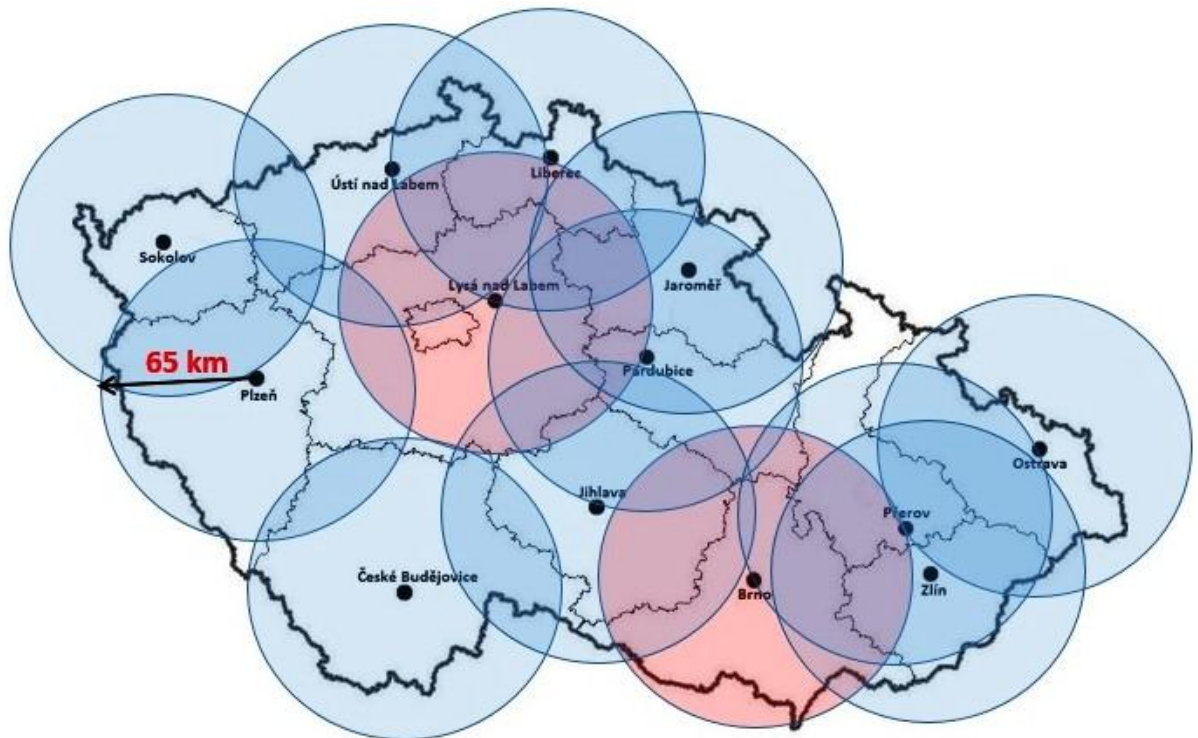 Liberec
Ústí nad Labem
Sokolov
Lysá nad Labem
Jaroměř
65 km
Pardubice
Plzeň
Ostrava
Jihlava
Přerov
České Budějovice
Brno
Zlín